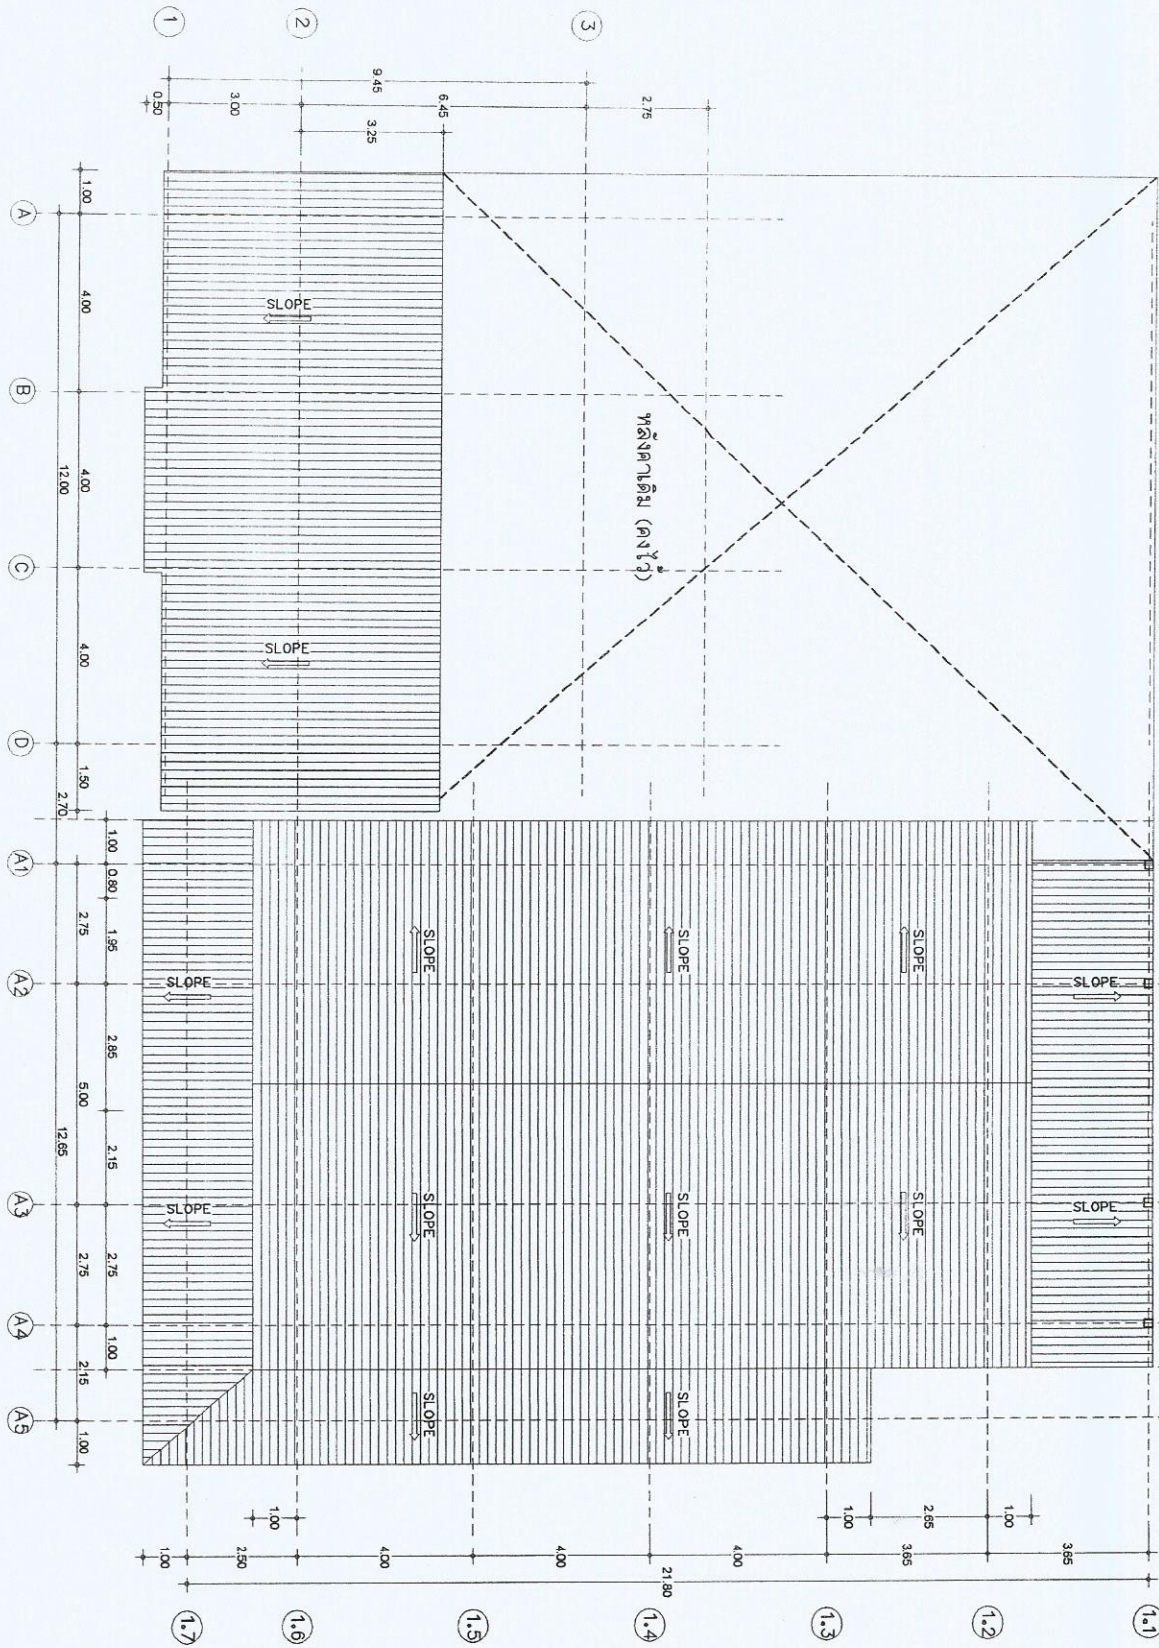 1
2
3
9.45
2.75
6.45
0.50
3.00
3.25
1.00
A
4.00
SLOPE
B
หลังคาเดิม (คงไว้)
4.00
12.00
C
4.00
SLOPE
D
1.50
2.70
1.00
A1
0.80
2.75
1.95
SLOPE
SLOPE
SLOPE
A2
SLOPE
SLOPE
2.85
5.00
12.65
2.15
A3
SLOPE
SLOPE
SLOPE
SLOPE
SLOPE
2.75
2.75
A4
1.00
2.15
SLOPE
SLOPE
A5
1.00
1.00
1.00
2.65
1.00
1.00
2.50
4.00
4.00
4.00
3.65
3.65
21.80
1.7
1.6
1.5
1.4
1.3
1.2
1.1